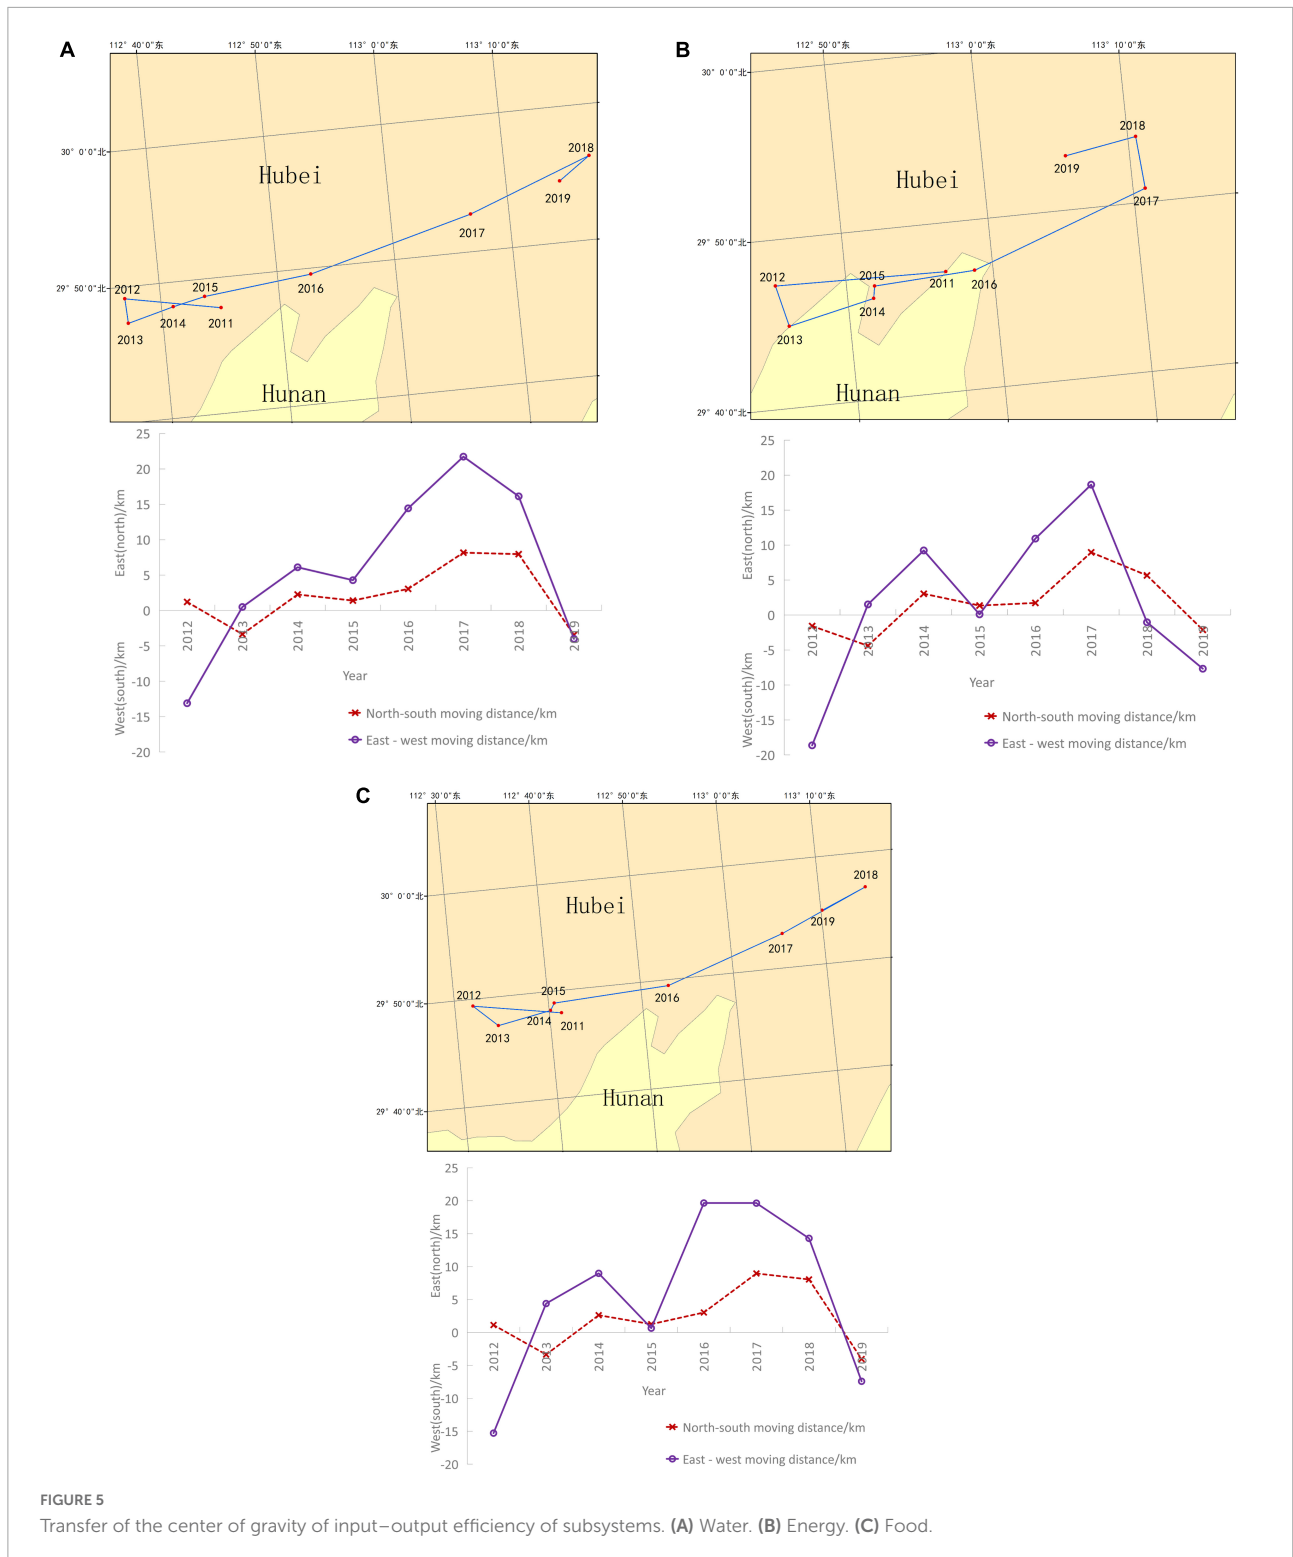 A
112° 40′0″东 112° 50′0″东 113° 0′0″东 113° 10′0″东
30° 0′0″北
29° 50′0″北
Hubei
Hunan
2018
2019
2017
2016
2015
2012
2014
2011
2013
25
20
15
10
5
0
-5
-10
-15
-20
East(north)/km
West(south)/km
2012 2013 2014 2015 2016 2017 2018 2019
Year
North-south moving distance/km
East - west moving distance/km
B
112° 50′0″东 113° 0′0″东 113° 10′0″东
30° 0′0″北
29° 50′0″北
29° 40′0″北
Hubei
Hunan
2018
2019
2017
2012
2015
2011
2016
2014
2013
25
20
15
10
5
0
-5
-10
-15
-20
East(north)/km
West(south)/km
2012 2013 2014 2015 2016 2017 2018 2019
Year
North-south moving distance/km
East - west moving distance/km
C
112° 30′0″东 112° 40′0″东 112° 50′0″东 113° 0′0″东 113° 10′0″东
30° 0′0″北
29° 50′0″北
29° 40′0″北
Hubei
Hunan
2018
2019
2017
2016
2015
2012
2014
2011
2013
25
20
15
10
5
0
-5
-10
-15
-20
East(north)/km
West(south)/km
2012 2013 2014 2015 2016 2017 2018 2019
Year
North-south moving distance/km
East - west moving distance/km
FIGURE 5
Transfer of the center of gravity of input–output efficiency of subsystems. (A) Water. (B) Energy. (C) Food.